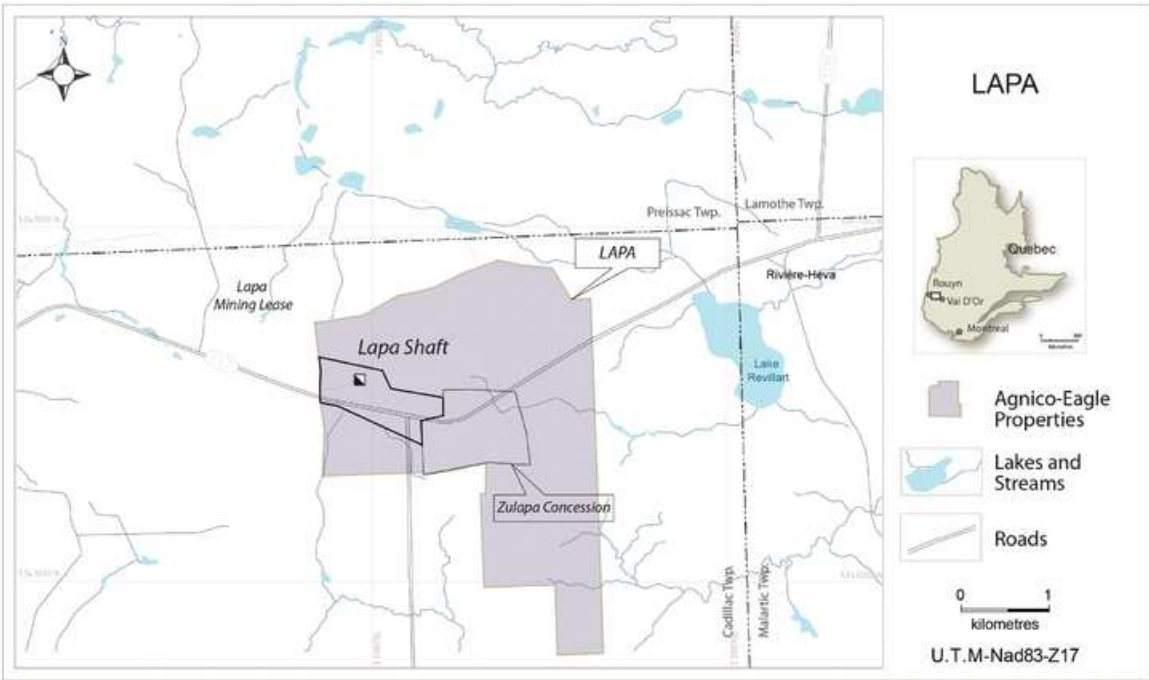 N
LAPA
Preissac Twp.
Lamothe Twp.
LAPA
Rivière-Heva
Lapa
Mining Lease
Lapa Shaft
Lake
Revillart
Zulapa Concession
Cadillac Twp.
Malartic Twp.
Quebec
Rouyn
Val D'Or
Montreal
Agnico-Eagle
Properties
Lakes and
Streams
Roads
0 1
kilometres
U.T.M-Nad83-Z17